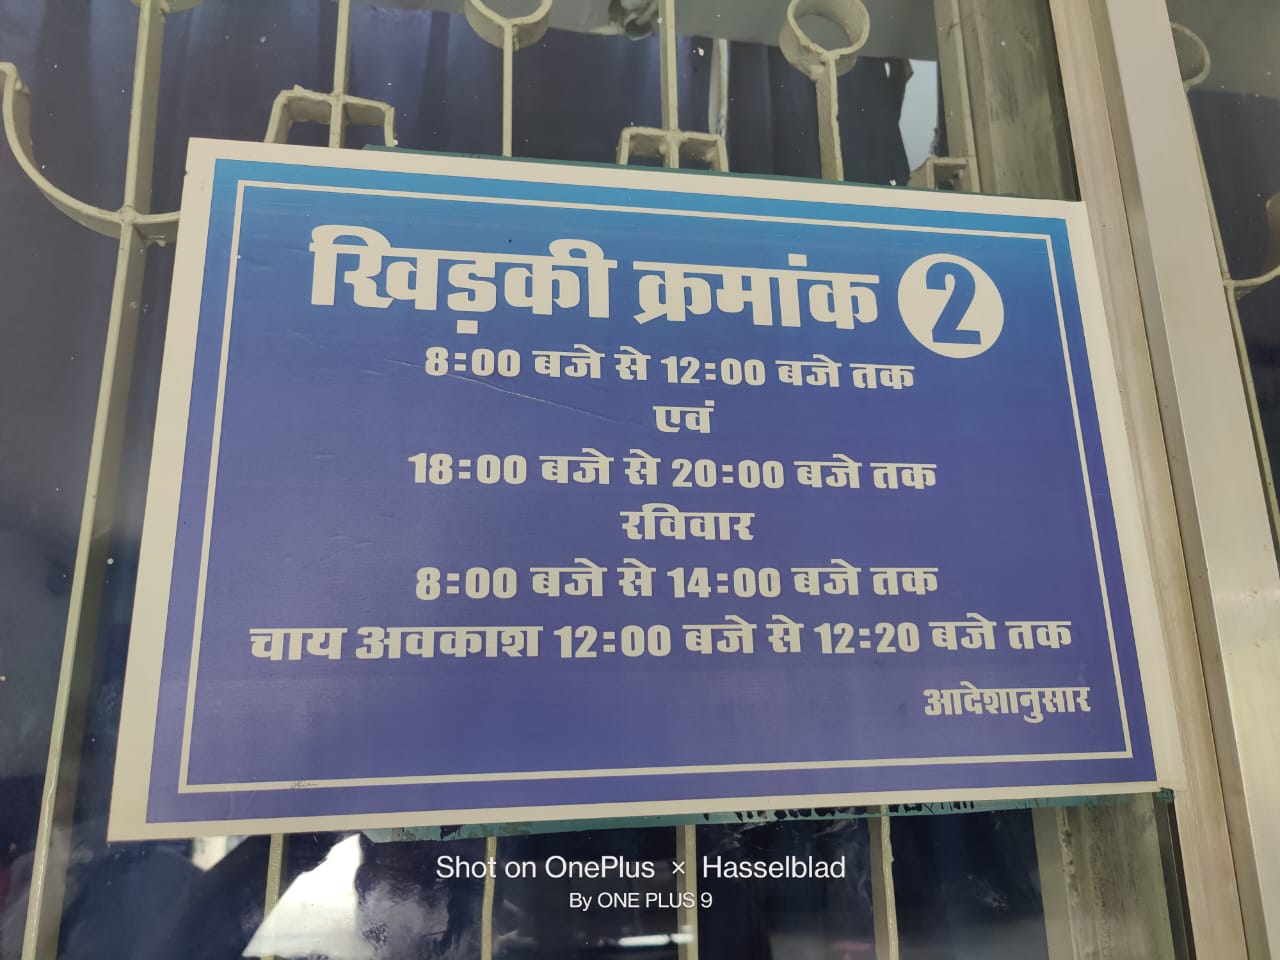 खिड़की क्रमांक 2
8:00 बजे से 12:00 बजे तक
एवं
18:00 बजे से 20:00 बजे तक
रविवार
8:00 बजे से 14:00 बजे तक
चाय अवकाश 12:00 बजे से 12:20 बजे तक
आदेशानुसार
Shot on OnePlus × Hasselblad
By ONE PLUS 9